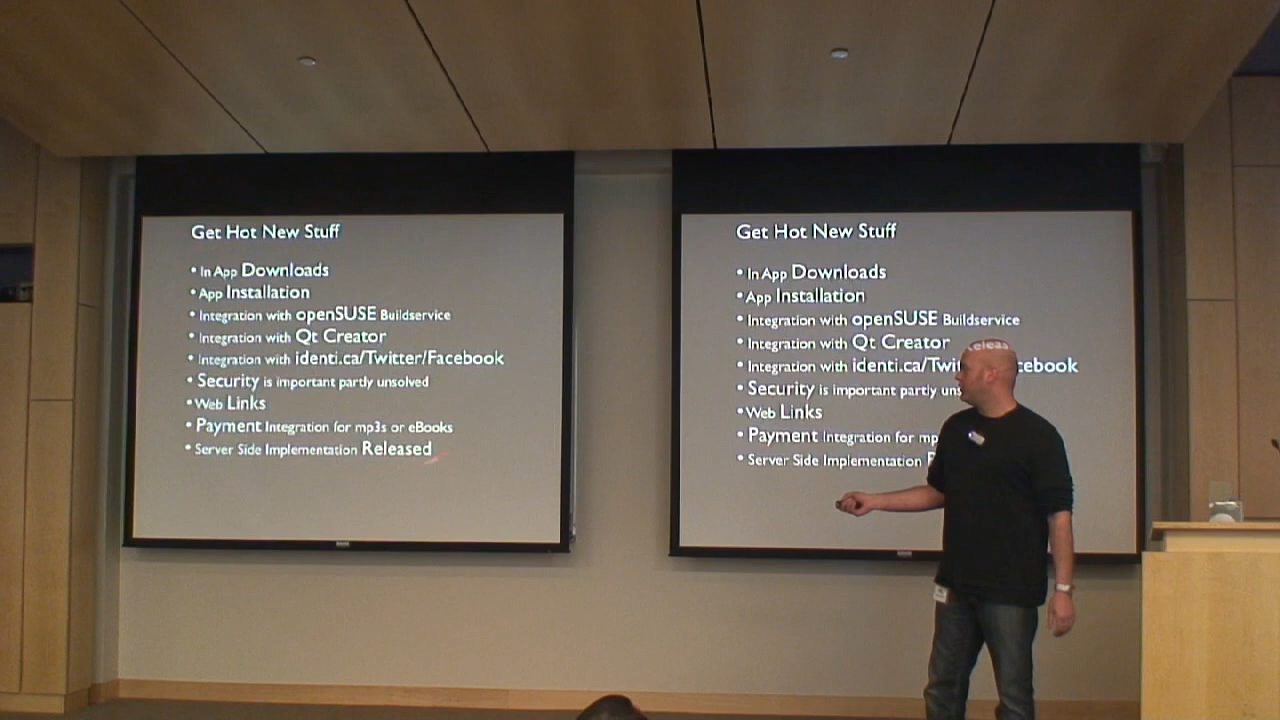 Get Hot New Stuff
• In App Downloads
• App Installation
• Integration with openSUSE Buildservice
• Integration with Qt Creator
• Integration with identi.ca/Twitter/Facebook
• Security is important partly unsolved
• Web Links
• Payment Integration for mp3s or eBooks
• Server Side Implementation Released
Get Hot New Stuff
• In App Downloads
• App Installation
• Integration with openSUSE Buildservice
• Integration with Qt Creator
• Integration with identi.ca/Twi cebook
• Security is important partly uns
• Web Links
• Payment Integration for mp
• Server Side Implementation R
eleas